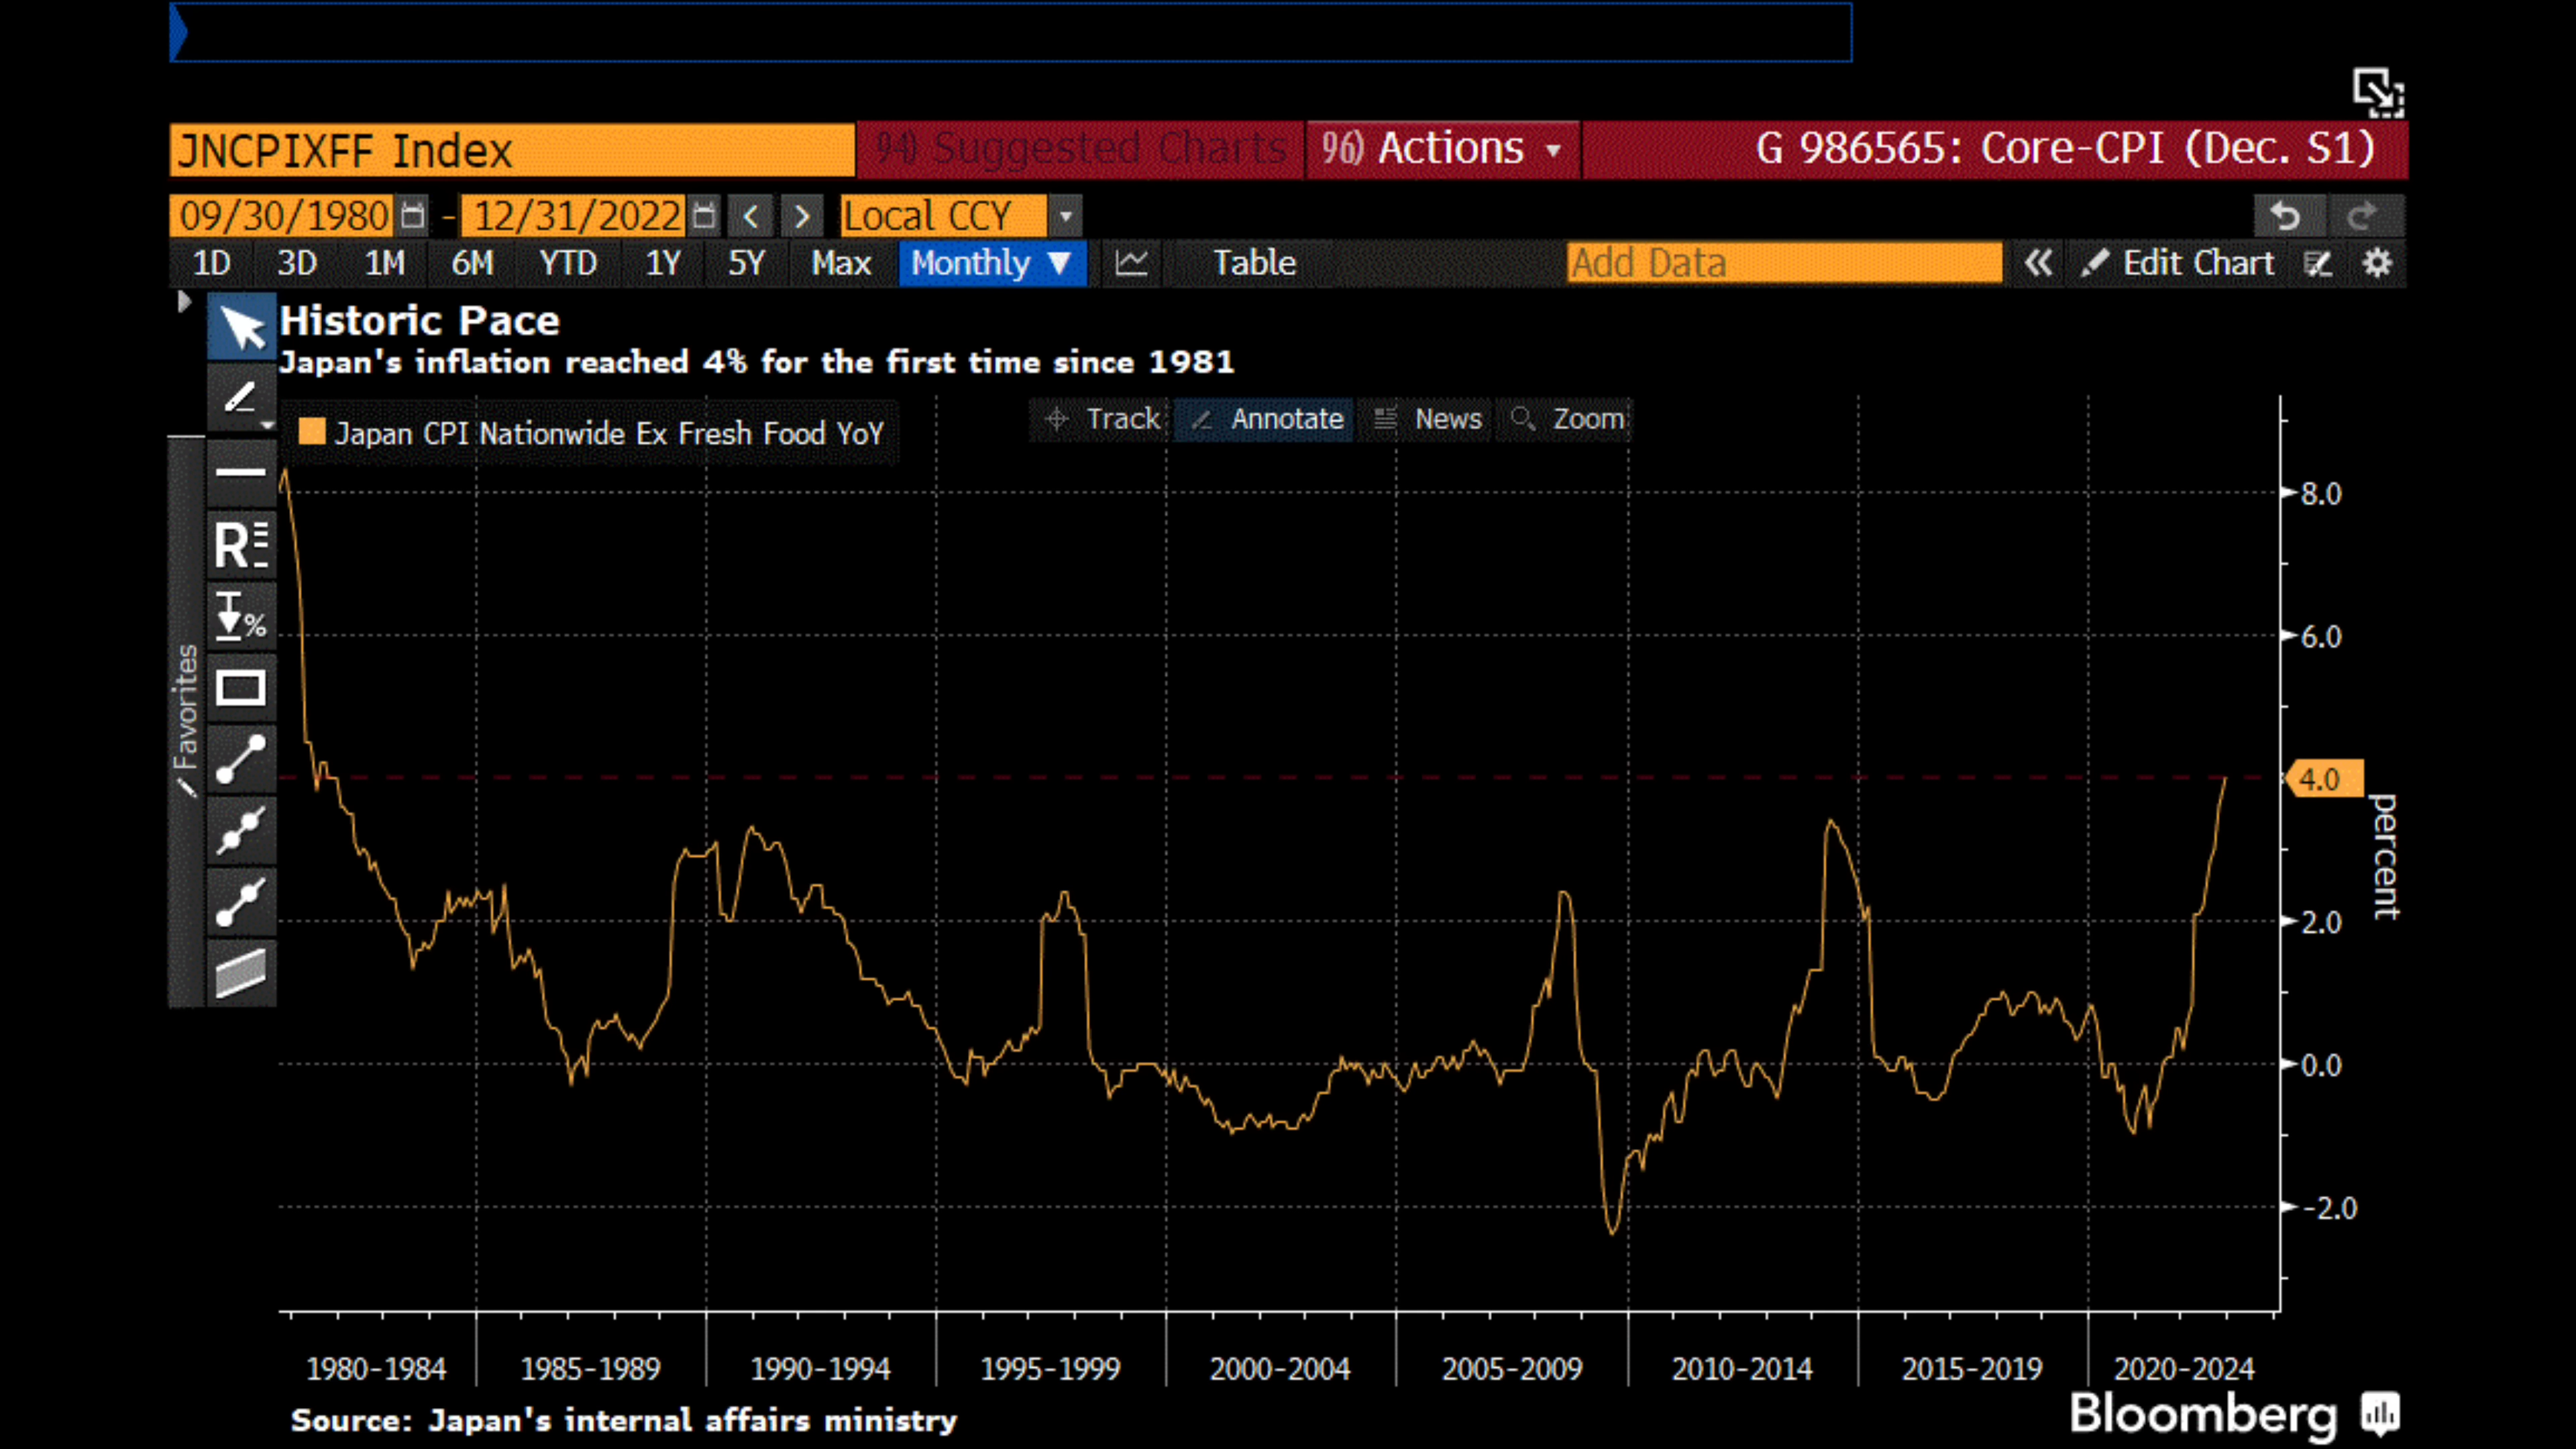 JNCPIXFF Index 94) Suggested Charts 96) Actions G 986565: Core-CPI (Dec. S1)
09/30/1980 - 12/31/2022 Local CCY
1D 3D 1M 6M YTD 1Y 5Y Max Monthly ▼ Table Add Data « Edit Chart
Historic Pace
Japan's inflation reached 4% for the first time since 1981
Japan CPI Nationwide Ex Fresh Food YoY
Track Annotate News Zoom
Favorites
R
%
8.0
6.0
4.0
2.0
0.0
-2.0
percent
1980-1984 1985-1989 1990-1994 1995-1999 2000-2004 2005-2009 2010-2014 2015-2019 2020-2024
Source: Japan's internal affairs ministry
Bloomberg